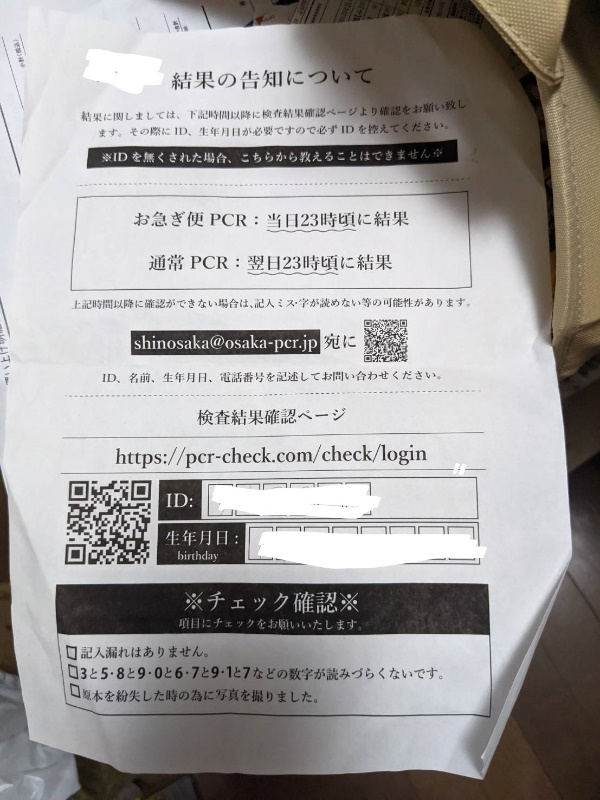 結果の告知について
結果に関しましては、下記時間以降に検査結果確認ページより確認をお願い致し
ます。その際に ID、生年月日が必要ですので必ず ID を控えてください。
※ID を無くされた場合、こちらから教えることはできません※
お急ぎ便 PCR：当日23時頃に結果
通常 PCR：翌日23時頃に結果
上記時間以降に確認ができない場合は、記入ミス・字が読めない等の可能性があります。
shinosaka@osaka-pcr.jp 宛に
ID、名前、生年月日、電話番号を記述してお問い合わせください。
検査結果確認ページ
https://pcr-check.com/check/login
ID:
生年月日：
birthday
※チェック確認※
項目にチェックをお願いいたします。
記入漏れはありません。
3と5・8と9・0と6・7と9・1と7などの数字が読みづらくないです。
原本を紛失した時の為に写真を撮りました。